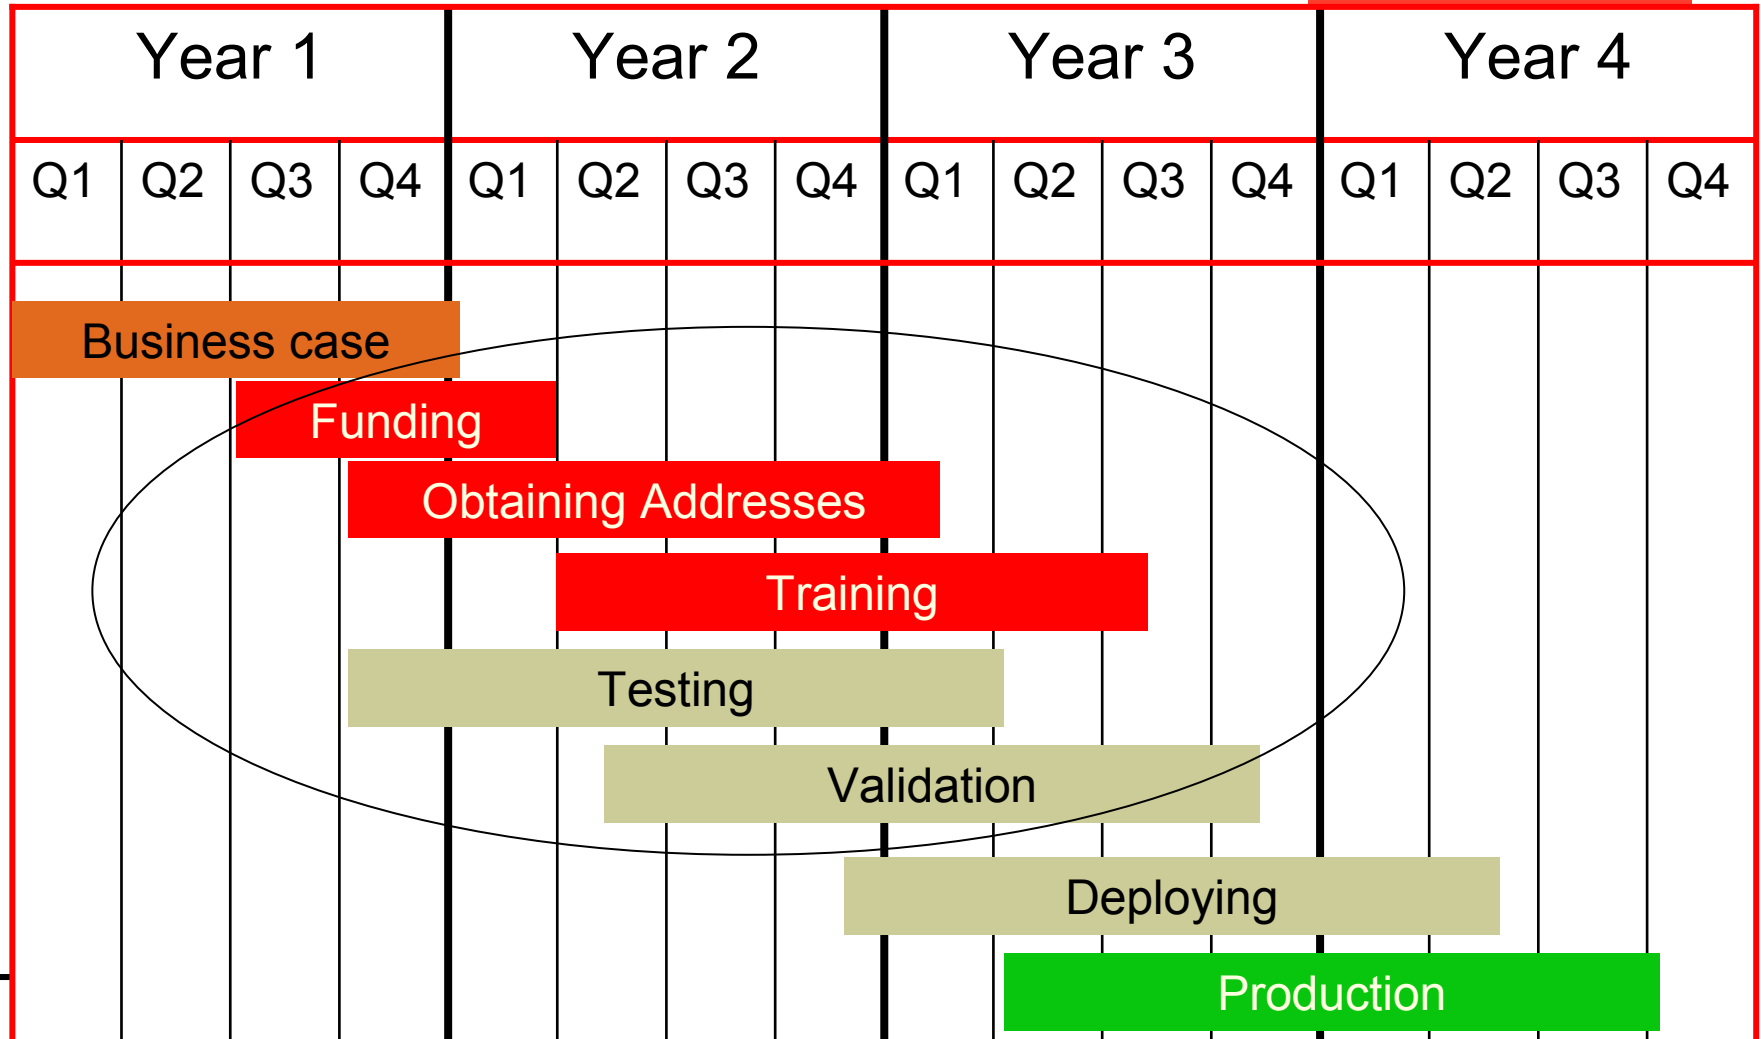 Year 1 Year 2 Year 3 Year 4
Q1 Q2 Q3 Q4 Q1 Q2 Q3 Q4 Q1 Q2 Q3 Q4 Q1 Q2 Q3 Q4
Business case
Funding
Obtaining Addresses
Training
Testing
Validation
Deploying
Production